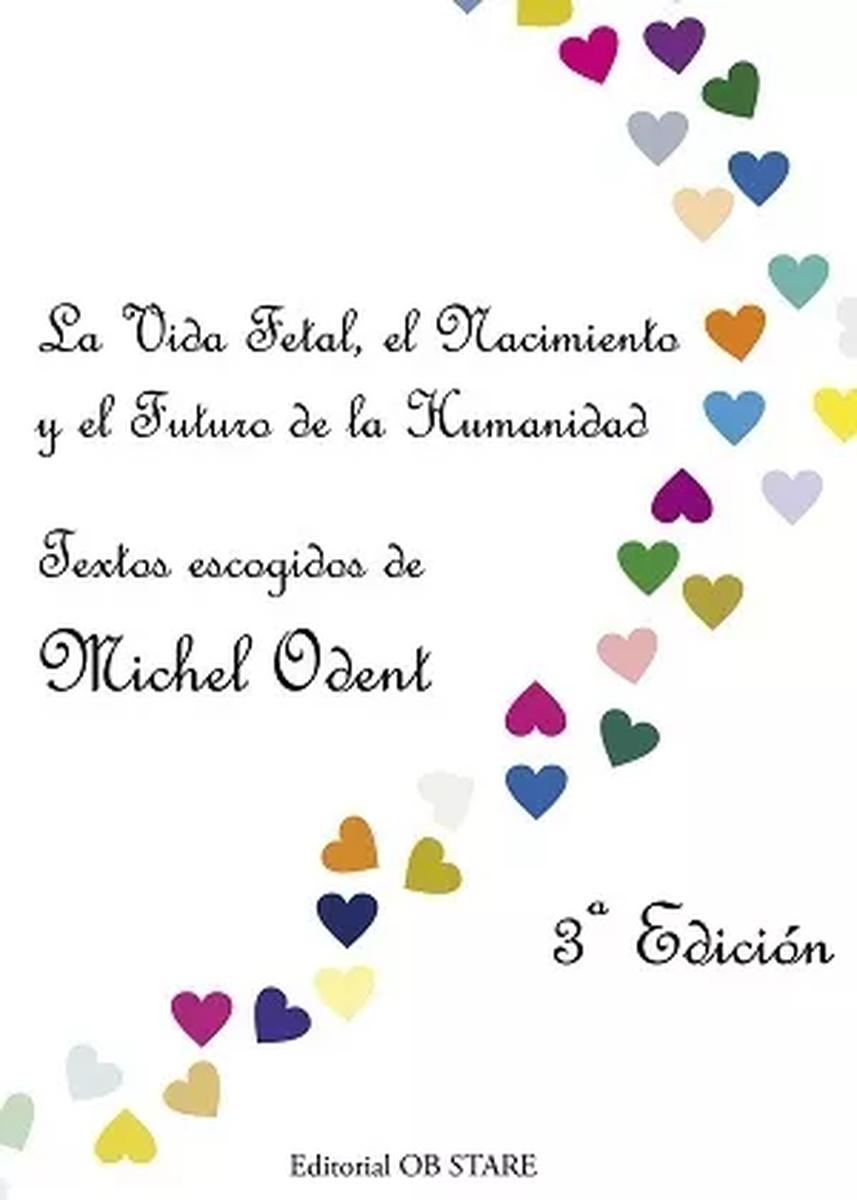 La Vida Fetal, el Nacimiento
y el Futuro de la Humanidad
Textos escogidos de
Michel Odent
3ª Edición
Editorial OB STARE